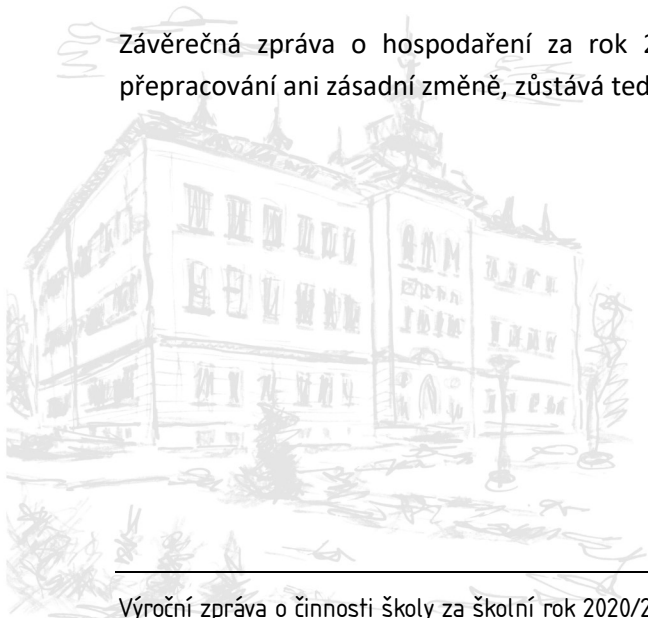 Závěrečná zpráva o hospodaření za rok
přepracování ani zásadní změně, zůstává
Výroční zpráva o činnosti školy za školní rok